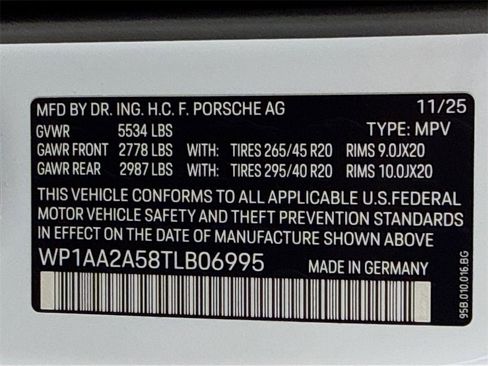 MFD BY DR. ING. H.C. F. PORSCHE AG 11/25
GVWR 5534 LBS TYPE: MPV
GAWR FRONT 2778 LBS WITH: TIRES 265/45 R20 RIMS 9.0JX20
GAWR REAR 2987 LBS WITH: TIRES 295/40 R20 RIMS 10.0JX20
THIS VEHICLE CONFORMS TO ALL APPLICABLE U.S.FEDERAL
MOTOR VEHICLE SAFETY AND THEFT PREVENTION STANDARDS
IN EFFECT ON THE DATE OF MANUFACTURE SHOWN ABOVE
WP1AA2A58TLB06995 MADE IN GERMANY
95B.010.016.BG